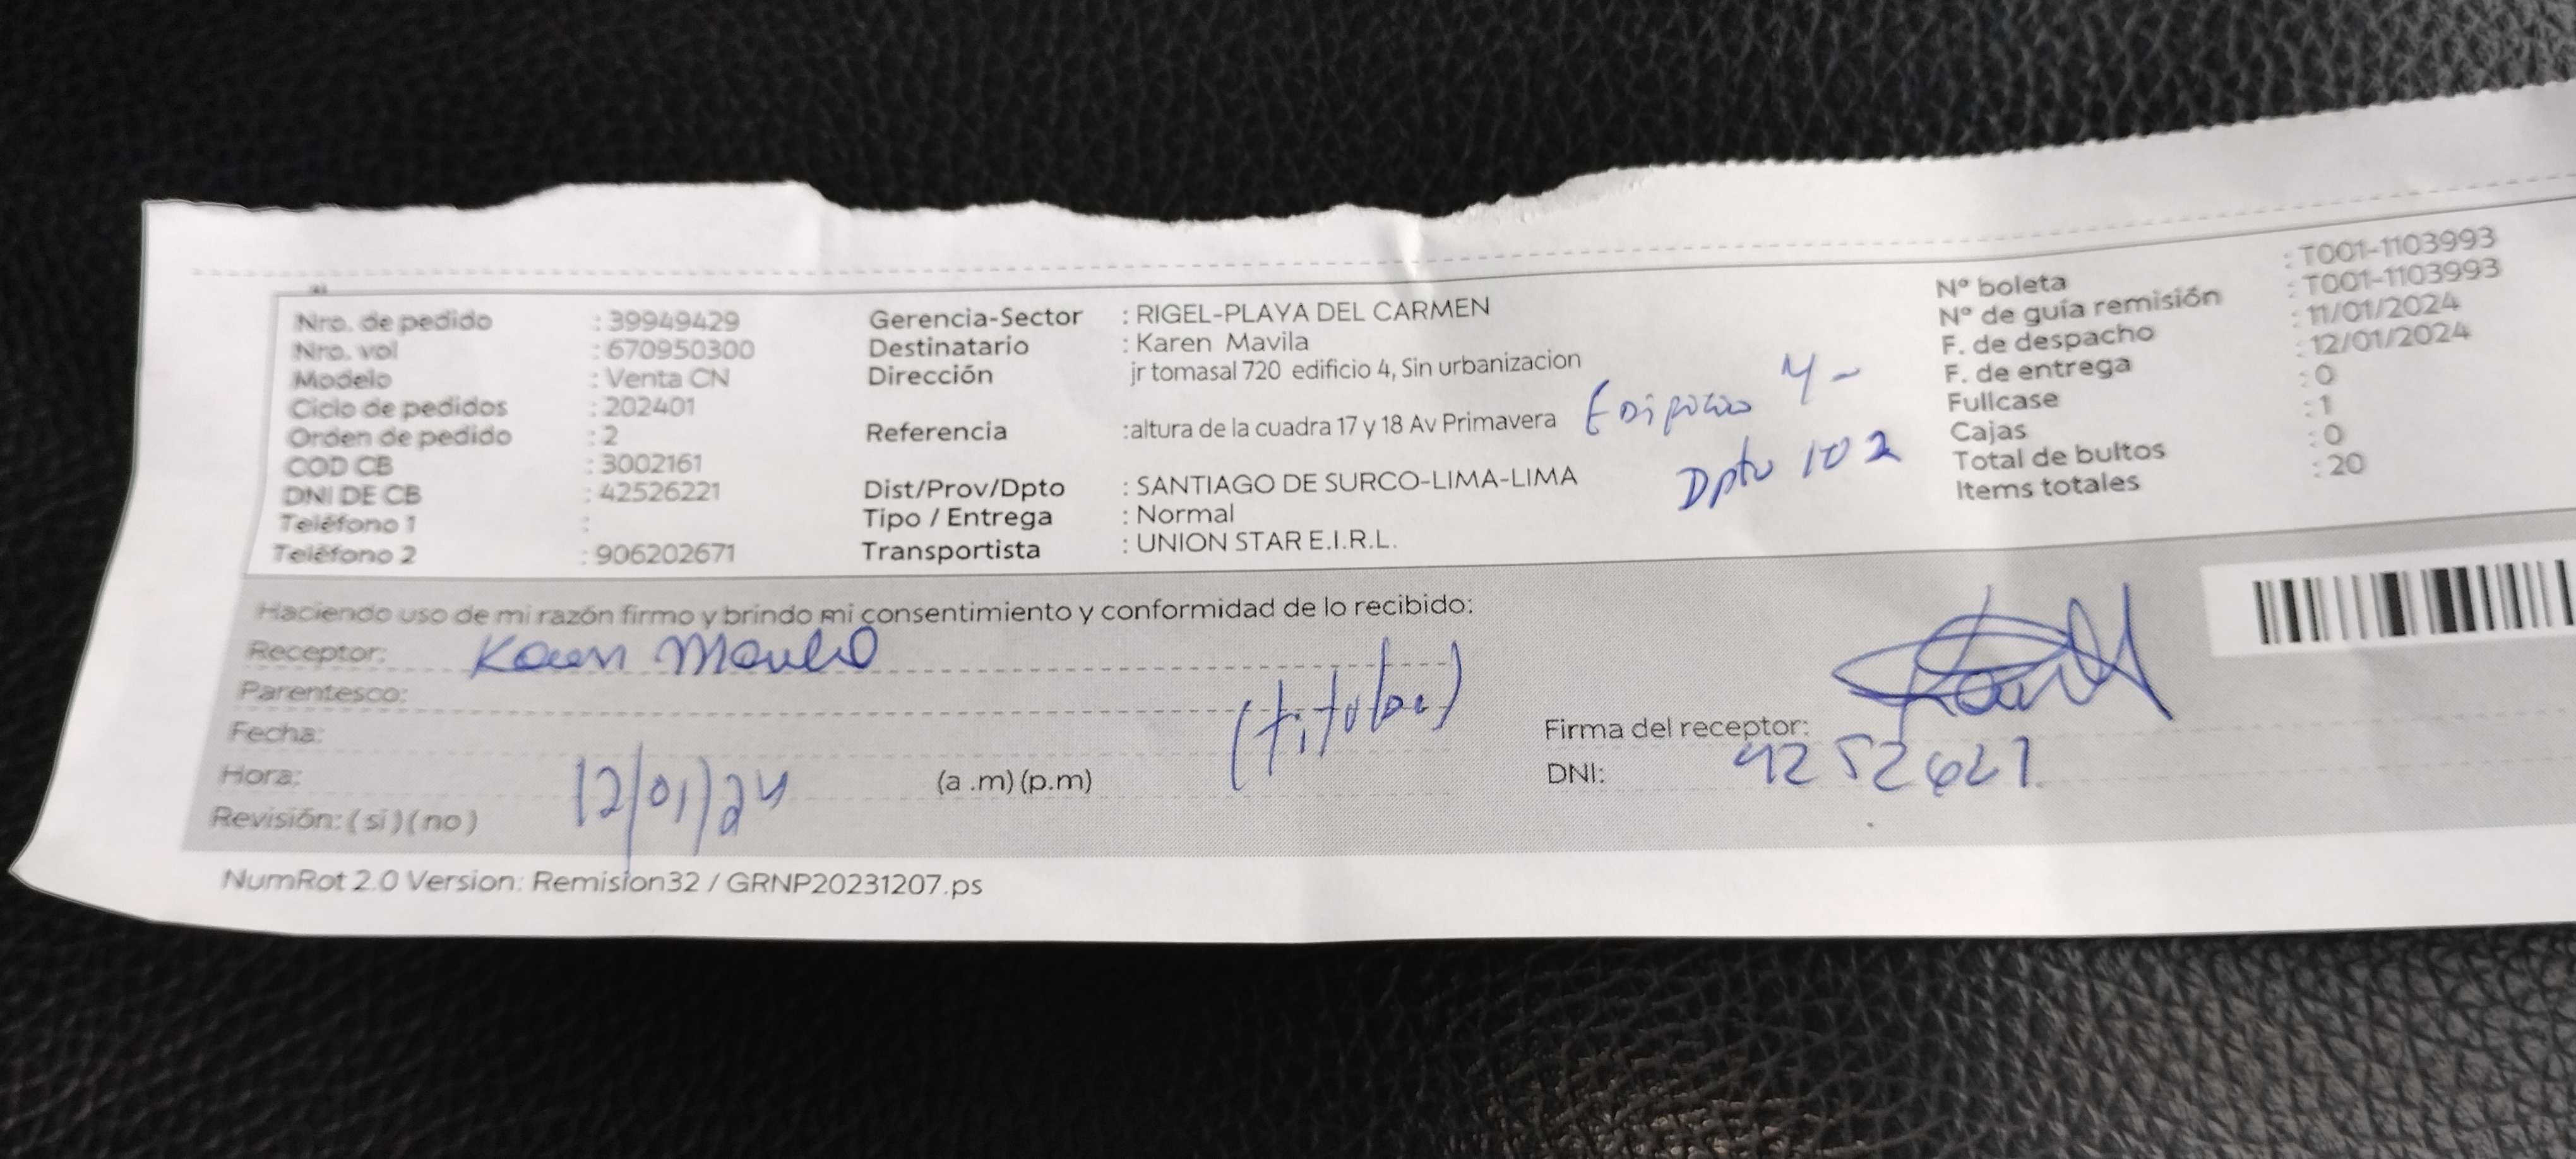 Nro. de pedido : 39949429
Nro. vol : 670950300
Modelo : Venta CN
Ciclo de pedidos : 202401
Orden de pedido : 2
COD CB : 3002161
DNI DE CB : 42526221
Teléfono 1 :
Teléfono 2 : 906202671
Gerencia-Sector : RIGEL-PLAYA DEL CARMEN
Destinatario : Karen Mavila
Dirección jr tomasal 720 edificio 4, Sin urbanizacion
Referencia :altura de la cuadra 17 y 18 Av Primavera
Dist/Prov/Dpto : SANTIAGO DE SURCO-LIMA-LIMA
Tipo / Entrega : Normal
Transportista : UNION STAR E.I.R.L.
Edificio 4-
Dpto 102
Nº boleta : T001-1103993
Nº de guía remisión : T001-1103993
F. de despacho : 11/01/2024
F. de entrega : 12/01/2024
Fullcase : 0
Cajas : 1
Total de bultos : 0
Items totales : 20
Haciendo uso de mi razón firmo y brindo mi consentimiento y conformidad de lo recibido:
Receptor: Karen Mavila
Parentesco: (titular)
Fecha: 12/01/24
Hora: (a .m) (p.m)
Revisión: ( si ) ( no )
Firma del receptor:
DNI: 42526221
NumRot 2.0 Version: Remision32 / GRNP20231207.ps